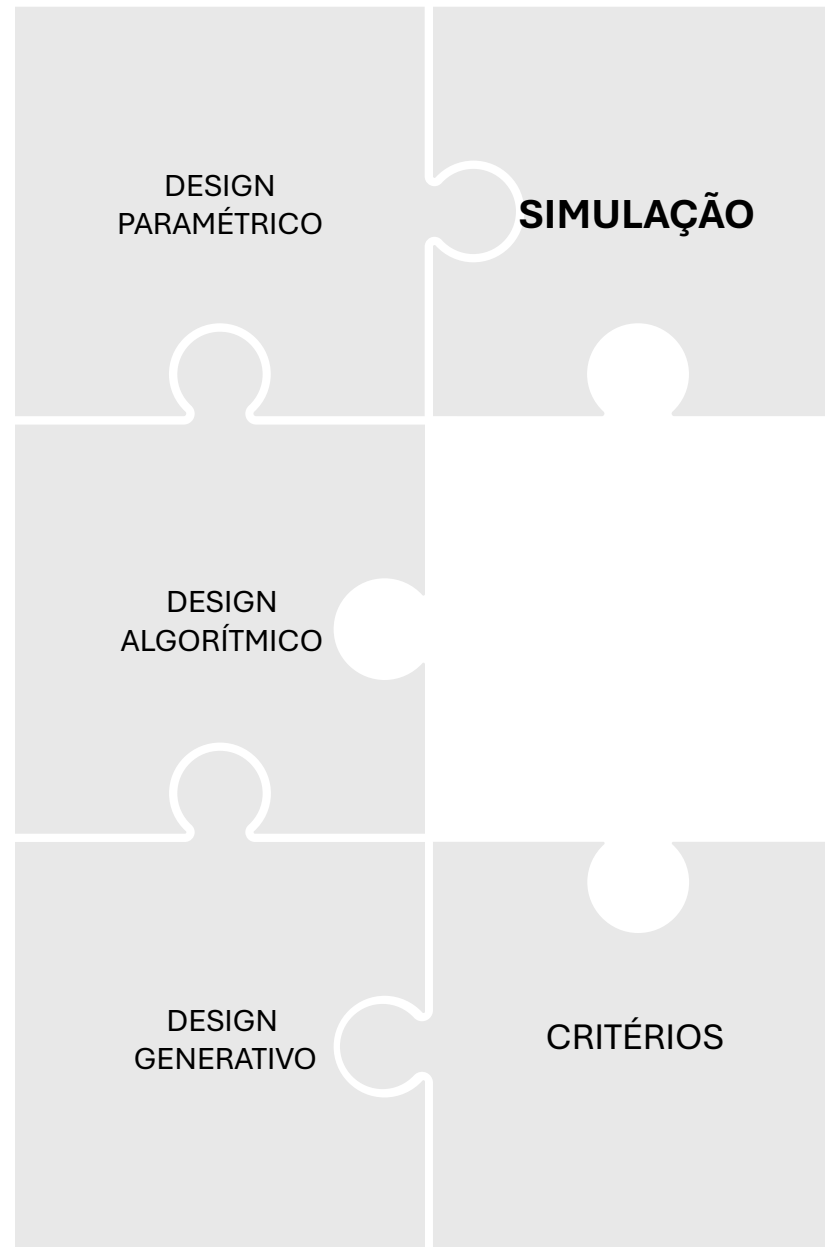 DESIGN
PARAMÉTRICO
SIMULAÇÃO
DESIGN
ALGORÍTMICO
DESIGN
GENERATIVO
CRITÉRIOS